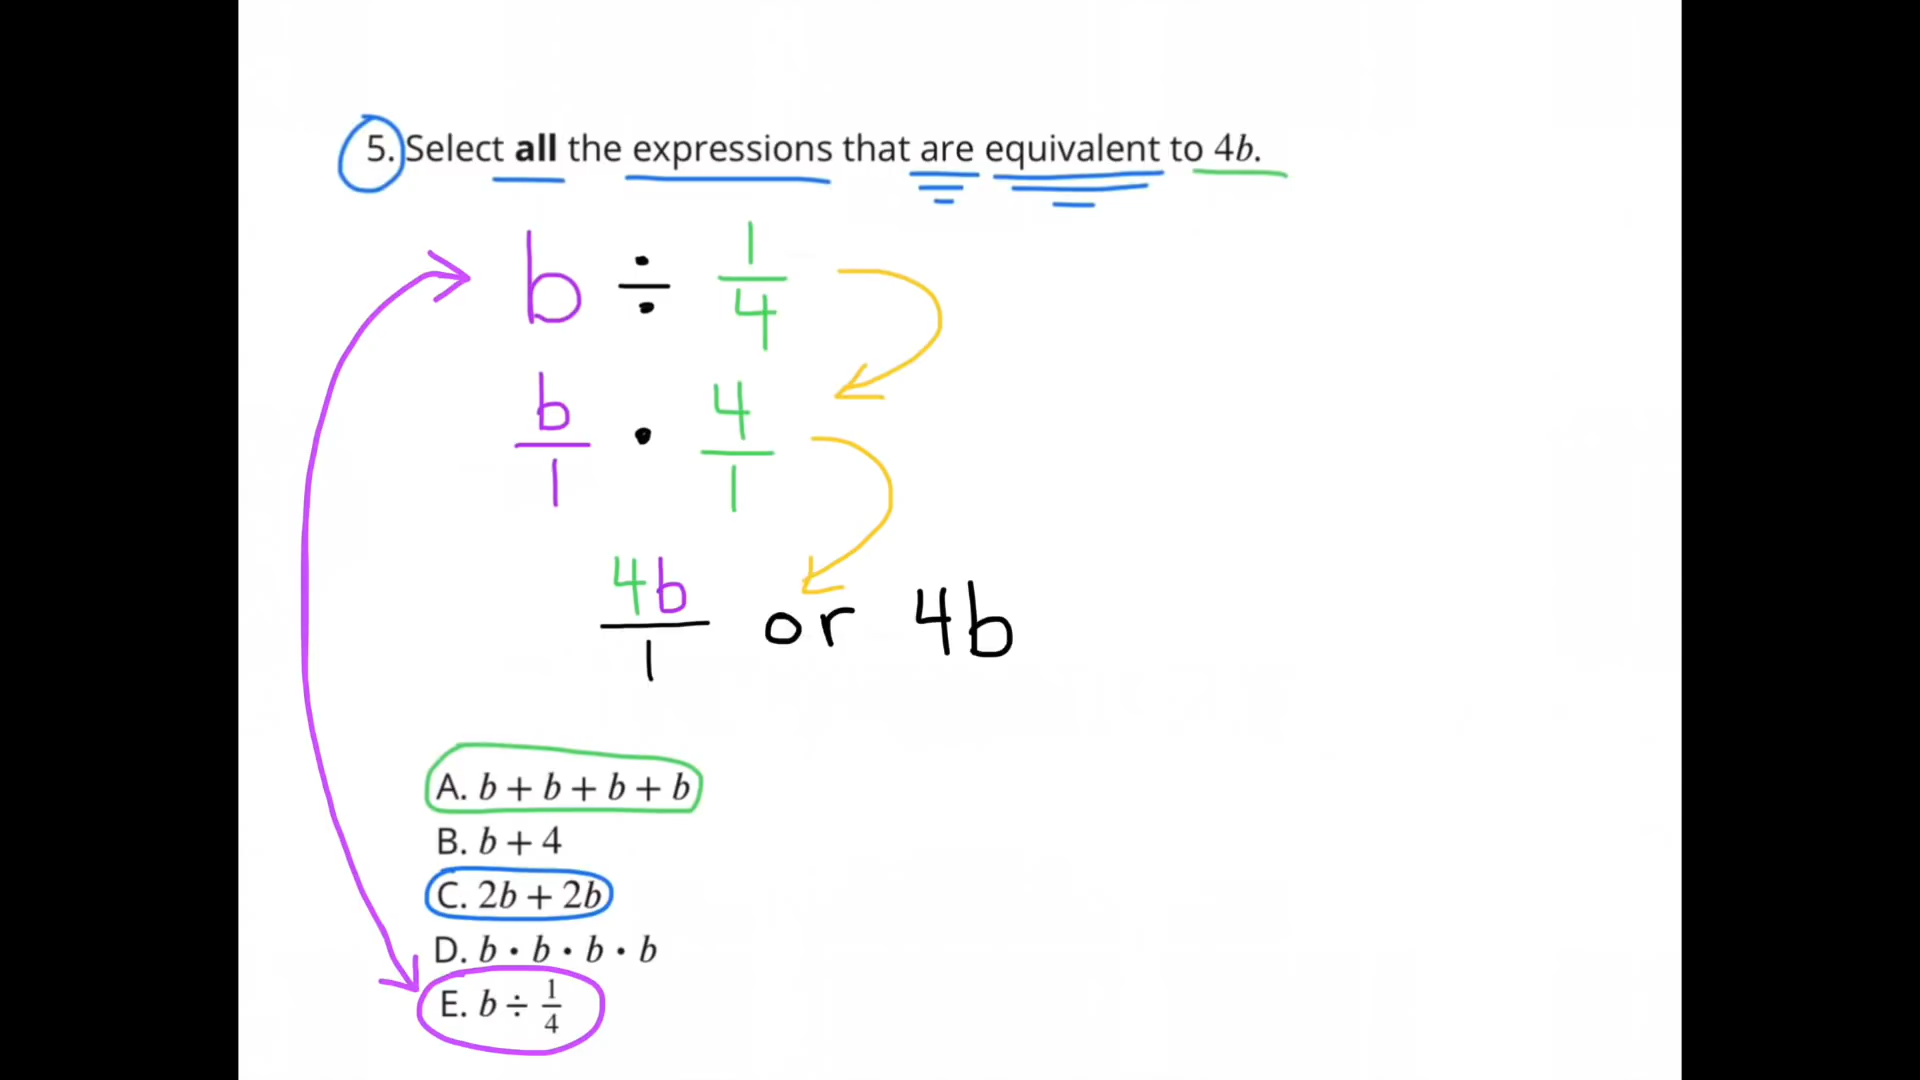 5. Select all the expressions that are equivalent to 4b.
b ÷ 1/4
b/1 • 4/1
4b/1 or 4b
A. b + b + b + b
B. b + 4
C. 2b + 2b
D. b • b • b • b
E. b ÷ 1/4